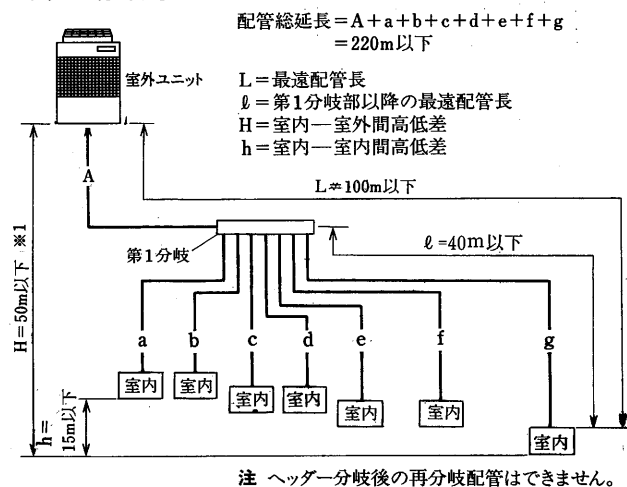 配管総延長=A+a+b+c+d+e+f+g
=220m以下
室外ユニット
L=最遠配管長
ℓ=第1分岐部以降の最遠配管長
H=室内―室外間高低差
h=室内―室内間高低差
A
L≠100m以下
第1分岐
ℓ=40m以下
H=50m以下 ※1
a b c d e f g
室内 室内 室内 室内 室内 室内 室内
h=
15m以下
注 ヘッダー分岐後の再分岐配管はできません。